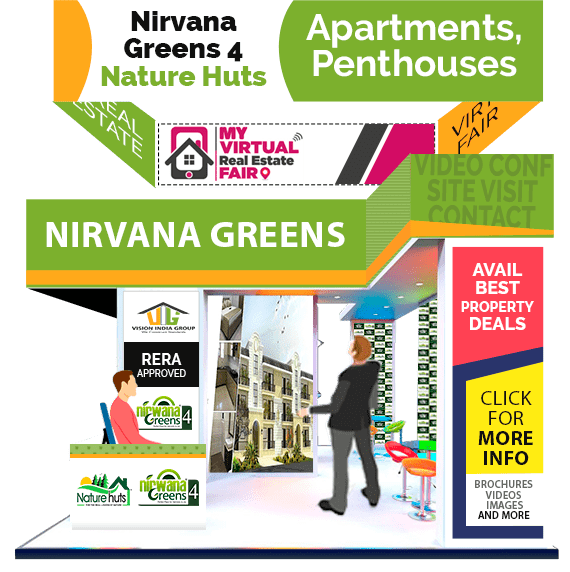 Nirvana
Greens 4
Nature Huts
Apartments,
Penthouses
REAL
ESTATE
MY
VIRTUAL
Real Estate
FAIR
VIRT
FAIR
VIDEO CONF
SITE VISIT
CONTACT
NIRVANA GREENS
AVAIL
BEST
PROPERTY
DEALS
VISION INDIA GROUP
RERA
APPROVED
nirwana
Greens 4
CLICK
FOR
MORE
INFO
BROCHURES
VIDEOS
IMAGES
AND MORE
Nature huts
nirwana
Greens 4